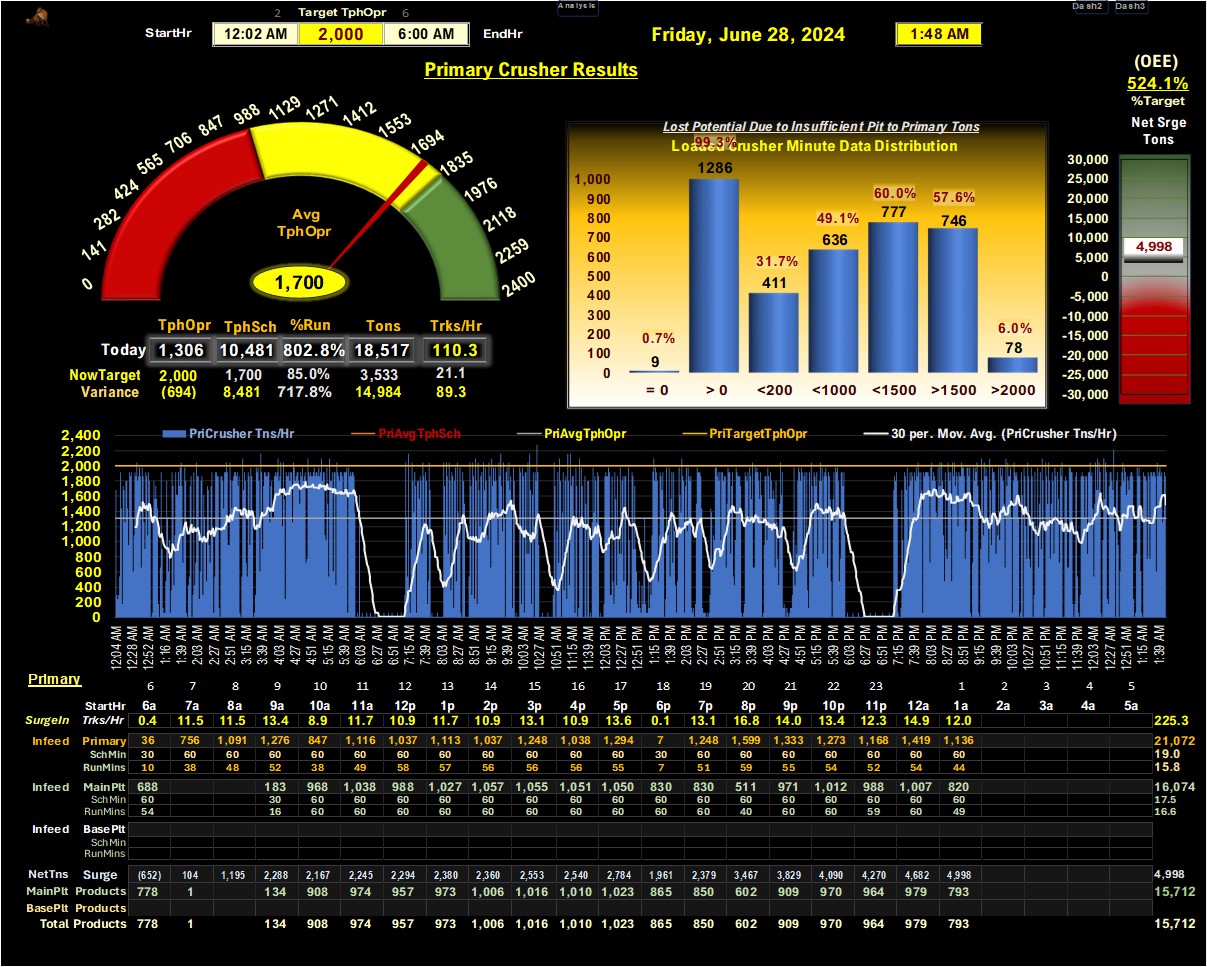 Analysis
Dash2 Dash3
2 Target TphOpr 6
StartHr 12:02 AM 2,000 6:00 AM EndHr Friday, June 28, 2024 1:48 AM
Primary Crusher Results
(OEE)
524.1%
%Target
Net Srge
Tons
0 141 282 424 565 706 847 988 1129 1271 1412 1553 1694 1835 1976 2118 2259 2400
Avg
TphOpr
1,700
Lost Potential Due to Insufficient Pit to Primary Tons
Loaded Crusher Minute Data Distribution
1,000
900
800
700
600
500
400
300
200
100
0
0.7% 99.3% 31.7% 49.1% 60.0% 57.6% 6.0%
9 1286 411 636 777 746 78
= 0 > 0 <200 <1000 <1500 >1500 >2000
30,000
25,000
20,000
15,000
10,000
5,000
0
-5,000
-10,000
-15,000
-20,000
-25,000
-30,000
4,998
TphOpr TphSch %Run Tons Trks/Hr
Today 1,306 10,481 802.8% 18,517 110.3
NowTarget 2,000 1,700 85.0% 3,533 21.1
Variance (694) 8,481 717.8% 14,984 89.3
PriCrusher Tns/Hr PriAvgTphSch PriAvgTphOpr PriTargetTphOpr 30 per. Mov. Avg. (PriCrusher Tns/Hr)
2,400
2,200
2,000
1,800
1,600
1,400
1,200
1,000
800
600
400
200
0
12:04 AM 12:28 AM 12:52 AM 1:16 AM 1:39 AM 2:03 AM 2:27 AM 2:51 AM 3:15 AM 3:39 AM 4:03 AM 4:27 AM 4:51 AM 5:15 AM 5:39 AM 6:03 AM 6:27 AM 6:51 AM 7:15 AM 7:39 AM 8:03 AM 8:27 AM 8:51 AM 9:15 AM 9:39 AM 10:03 AM 10:27 AM 10:51 AM 11:15 AM 11:39 AM 12:03 PM 12:27 PM 12:51 PM 1:15 PM 1:39 PM 2:03 PM 2:27 PM 2:51 PM 3:15 PM 3:39 PM 4:03 PM 4:27 PM 4:51 PM 5:15 PM 5:39 PM 6:03 PM 6:27 PM 6:51 PM 7:15 PM 7:39 PM 8:03 PM 8:27 PM 8:51 PM 9:15 PM 9:39 PM 10:03 PM 10:27 PM 10:51 PM 11:15 PM 11:39 PM 12:03 AM 12:27 AM 12:51 AM 1:15 AM 1:39 AM
Primary
6 7 8 9 10 11 12 13 14 15 16 17 18 19 20 21 22 23 1 2 3 4 5
StartHr 6a 7a 8a 9a 10a 11a 12p 1p 2p 3p 4p 5p 6p 7p 8p 9p 10p 11p 12a 1a 2a 3a 4a 5a
SurgeIn Trks/Hr 0.4 11.5 11.5 13.4 8.9 11.7 10.9 11.7 10.9 13.1 10.9 13.6 0.1 13.1 16.8 14.0 13.4 12.3 14.9 12.0 225.3
Infeed Primary 36 756 1,091 1,276 847 1,116 1,037 1,113 1,037 1,248 1,038 1,294 7 1,248 1,599 1,333 1,273 1,168 1,419 1,136 21,072
SchMin 30 60 60 60 60 60 60 60 60 60 60 60 30 60 60 60 60 60 60 60 19.0
RunMins 10 38 48 52 38 49 58 57 56 56 56 55 7 51 59 55 54 52 54 44 15.8
Infeed MainPlt 688 183 968 1,038 988 1,027 1,057 1,055 1,051 1,050 830 830 511 971 1,012 988 1,007 820 16,074
SchMin 60 30 60 60 60 60 60 60 60 60 60 60 60 60 60 60 60 60 17.5
RunMins 54 16 60 60 60 60 60 60 60 60 60 60 40 60 60 59 60 49 16.6
Infeed BasePlt
SchMin
RunMins
NetTns Surge (652) 104 1,195 2,288 2,167 2,245 2,294 2,380 2,360 2,553 2,540 2,784 1,961 2,379 3,467 3,829 4,090 4,270 4,682 4,998 4,998
MainPlt Products 778 1 134 908 974 957 973 1,006 1,016 1,010 1,023 865 850 602 909 970 964 979 793 15,712
BasePlt Products
Total Products 778 1 134 908 974 957 973 1,006 1,016 1,010 1,023 865 850 602 909 970 964 979 793 15,712